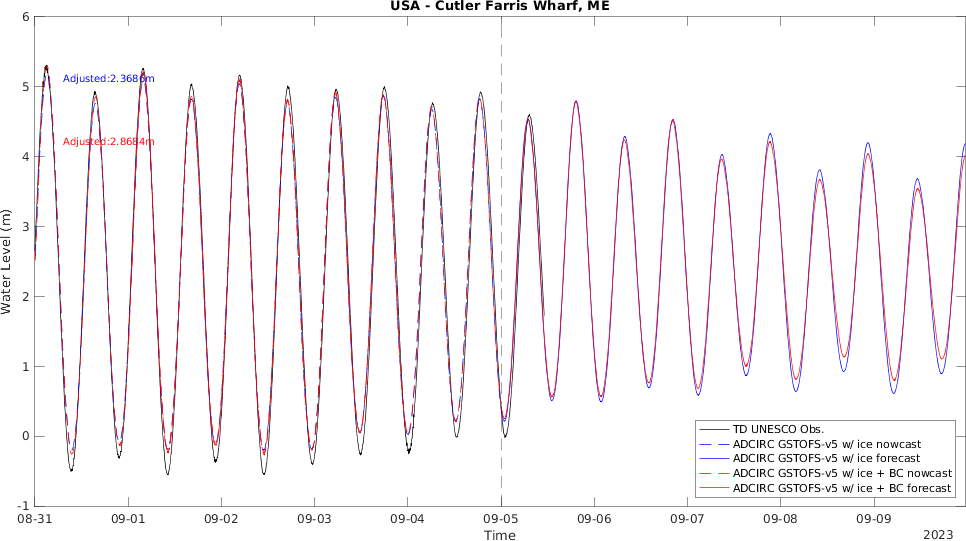 USA - Cutler Farris Wharf, ME
6
5
4
3
2
1
0
-1
Water Level (m)
Adjusted:2.3686m
Adjusted:2.8684m
TD UNESCO Obs.
ADCIRC GSTOFS-v5 w/ ice nowcast
ADCIRC GSTOFS-v5 w/ ice forecast
ADCIRC GSTOFS-v5 w/ ice + BC nowcast
ADCIRC GSTOFS-v5 w/ ice + BC forecast
08-31 09-01 09-02 09-03 09-04 09-05 09-06 09-07 09-08 09-09
Time
2023